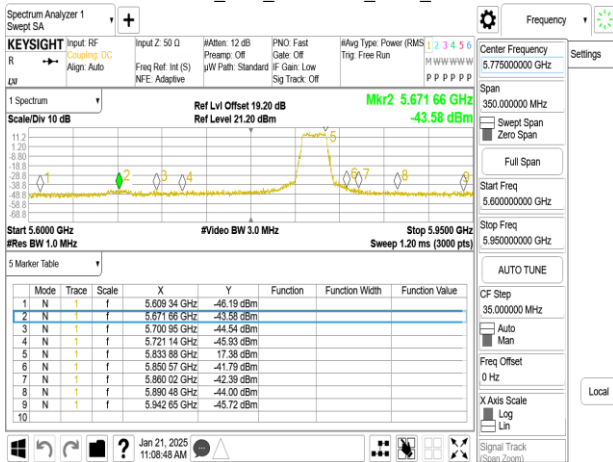 Spectrum Analyzer 1
Swept SA
+
Frequency
KEYSIGHT Input: RF Input Z: 50 Ω #Atten: 12 dB PNO: Fast #Avg Type: Power (RMS 1 2 3 4 5 6
R Coupling: DC Preamp: Off Gate: Off Trig: Free Run M W W W W W
Align: Auto Freq Ref: Int (S) µW Path: Standard IF Gain: Low
NFE: Adaptive Sig Track: Off P P P P P P
LXI
1 Spectrum
Scale/Div 10 dB
Ref Lvl Offset 19.20 dB
Ref Level 21.20 dBm
Mkr2 5.671 66 GHz
-43.58 dBm
11.2
1.20
-8.80
-18.8
-28.8
-38.8
-48.8
-58.8
-68.8
1 2 3 4 5 6 7 8 9
Start 5.6000 GHz #Video BW 3.0 MHz Stop 5.9500 GHz
#Res BW 1.0 MHz Sweep 1.20 ms (3000 pts)
5 Marker Table
Mode Trace Scale X Y Function Function Width Function Value
1 N 1 f 5.609 34 GHz -46.19 dBm
2 N 1 f 5.671 66 GHz -43.58 dBm
3 N 1 f 5.700 95 GHz -44.54 dBm
4 N 1 f 5.721 14 GHz -45.93 dBm
5 N 1 f 5.833 88 GHz 17.38 dBm
6 N 1 f 5.850 57 GHz -41.79 dBm
7 N 1 f 5.860 02 GHz -42.39 dBm
8 N 1 f 5.890 48 GHz -44.00 dBm
9 N 1 f 5.942 65 GHz -45.72 dBm
10
?
Jan 21, 2025
11:08:48 AM
Center Frequency
5.775000000 GHz
Span
350.000000 MHz
Swept Span
Zero Span
Full Span
Start Freq
5.600000000 GHz
Stop Freq
5.950000000 GHz
AUTO TUNE
CF Step
35.000000 MHz
Auto
Man
Freq Offset
0 Hz
X Axis Scale
Log
Lin
Signal Track
(Span Zoom)
Settings
Local